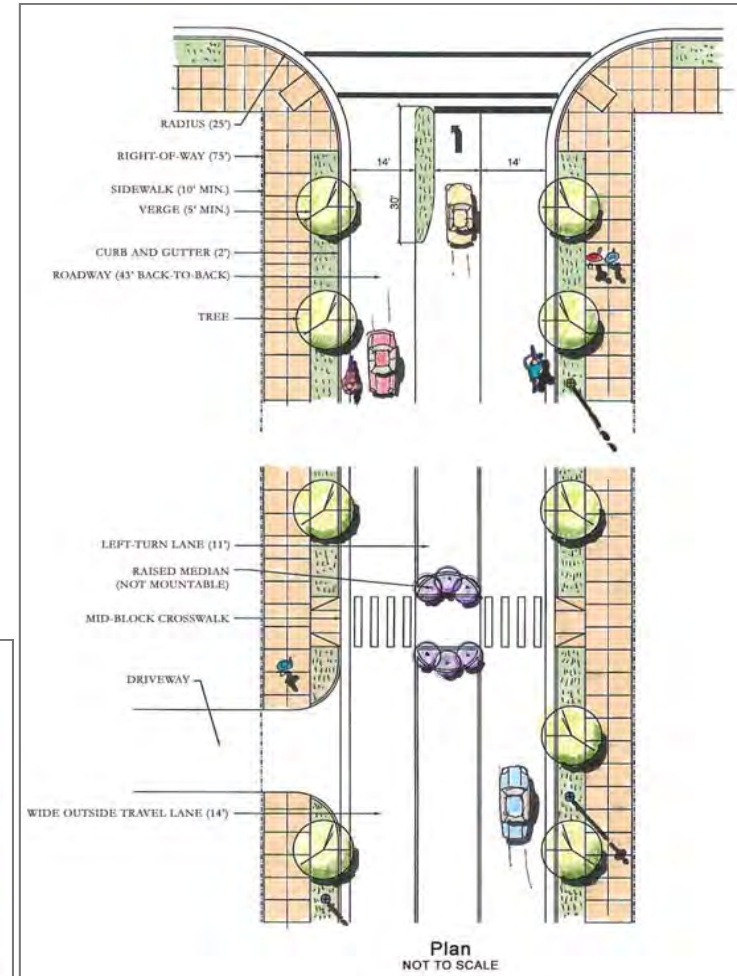 RADIUS (25')
RIGHT-OF-WAY (75')
SIDEWALK (10' MIN.)
VERGE (5' MIN.)
CURB AND GUTTER (2')
ROADWAY (43' BACK-TO-BACK)
TREE
14'
14'
30'
LEFT-TURN LANE (11')
RAISED MEDIAN
(NOT MOUNTABLE)
MID-BLOCK CROSSWALK
DRIVEWAY
WIDE OUTSIDE TRAVEL LANE (14')
Plan
NOT TO SCALE